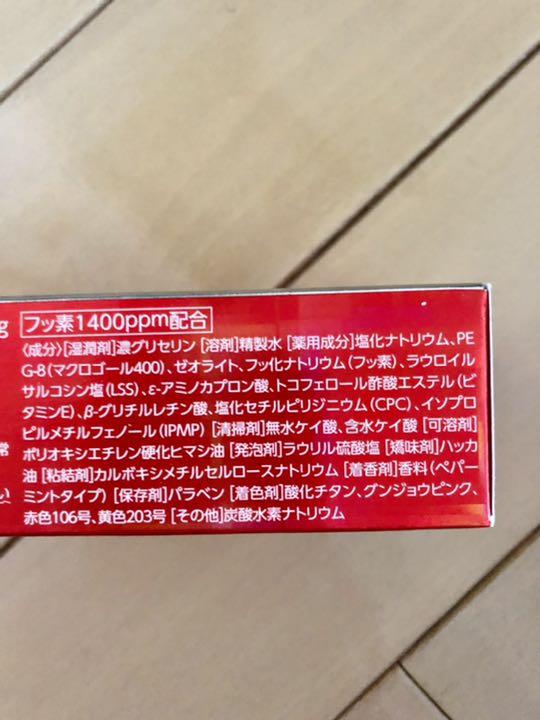 g フッ素1400ppm配合
〈成分〉[湿潤剤]濃グリセリン [溶剤]精製水 [薬用成分]塩化ナトリウム、PE
G-8(マクロゴール400)、ゼオライト、フッ化ナトリウム(フッ素)、ラウロイル
サルコシン塩(LSS)、ε-アミノカプロン酸、トコフェロール酢酸エステル(ビ
タミンE)、β-グリチルレチン酸、塩化セチルピリジニウム(CPC)、イソプロ
ピルメチルフェノール(IPMP) [清掃剤]無水ケイ酸、含水ケイ酸 [可溶剤]
常 ポリオキシエチレン硬化ヒマシ油 [発泡剤]ラウリル硫酸塩 [矯味剤]ハッカ
油 [粘結剤]カルボキシメチルセルロースナトリウム [着香剤]香料(ペパー
い ミントタイプ) [保存剤]パラベン [着色剤]酸化チタン、グンジョウピンク、
赤色106号、黄色203号 [その他]炭酸水素ナトリウム